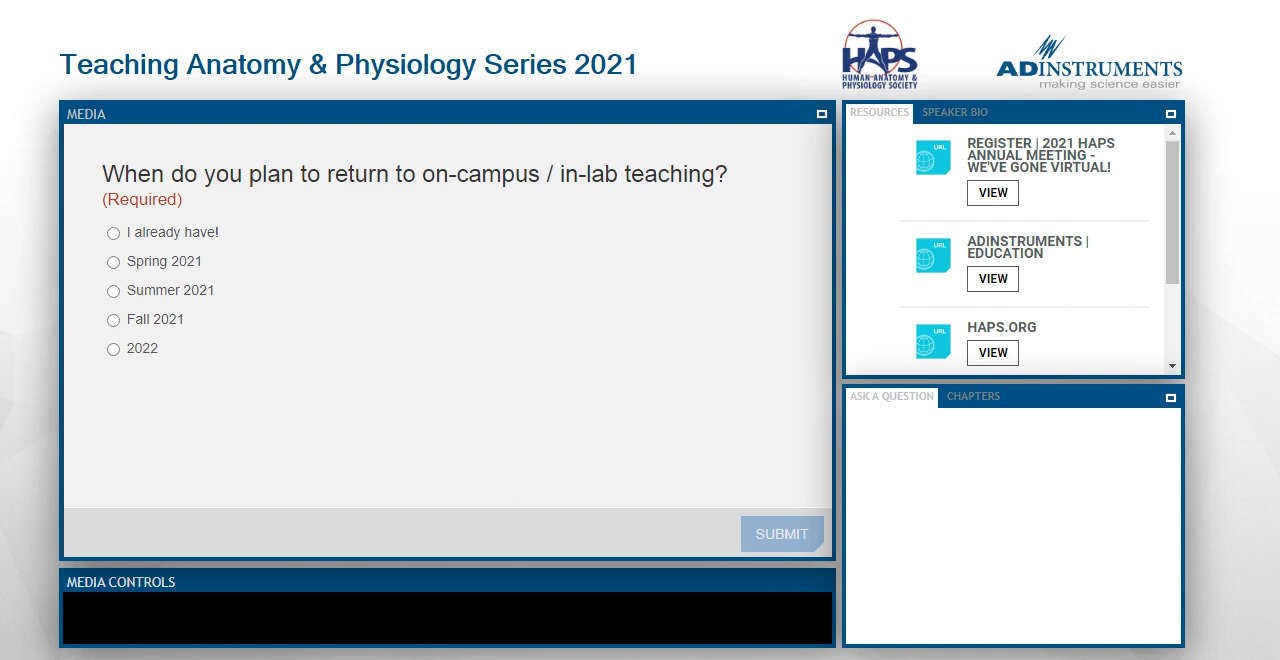 Teaching Anatomy & Physiology Series 2021
HAPS
HUMAN ANATOMY &
PHYSIOLOGY SOCIETY
ADINSTRUMENTS
making science easier
MEDIA
When do you plan to return to on-campus / in-lab teaching?
(Required)
I already have!
Spring 2021
Summer 2021
Fall 2021
2022
SUBMIT
MEDIA CONTROLS
RESOURCES
SPEAKER BIO
URL
REGISTER | 2021 HAPS
ANNUAL MEETING -
WE'VE GONE VIRTUAL!
VIEW
URL
ADINSTRUMENTS |
EDUCATION
VIEW
URL
HAPS.ORG
VIEW
ASK A QUESTION
CHAPTERS